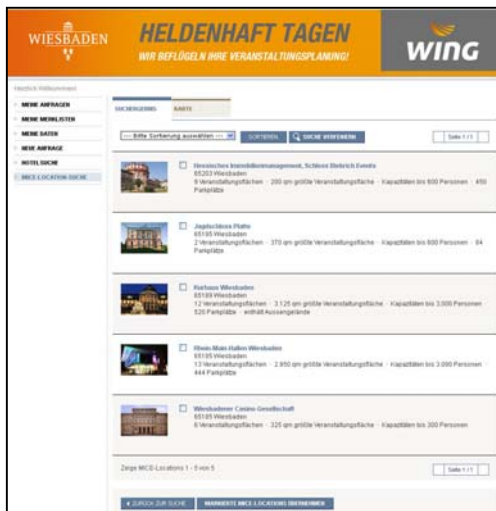 WIESBADEN
HELDENHAFT TAGEN
WIR BEFLÜGELN IHRE VERANSTALTUNGSPLANUNG!
WING
Herzlich Willkommen!
MEINE ANFRAGEN
MEINE MERKLISTEN
MEINE DATEN
NEUE ANFRAGE
HOTELSUCHE
MICE-LOCATION-SUCHE
SUCHERGEBNIS KARTE
--- Bitte Sortierung auswählen --- SORTIEREN SUCHE VERFEINERN Seite 1 / 1
Hessisches Immobilienmanagement, Schloss Biebrich Events
65203 Wiesbaden
9 Veranstaltungsflächen · 200 qm größte Veranstaltungsfläche · Kapazitäten bis 600 Personen · 450
Parkplätze
Jagdschloss Platte
65195 Wiesbaden
2 Veranstaltungsflächen · 370 qm größte Veranstaltungsfläche · Kapazitäten bis 800 Personen · 84
Parkplätze
Kurhaus Wiesbaden
65189 Wiesbaden
12 Veranstaltungsflächen · 3.125 qm größte Veranstaltungsfläche · Kapazitäten bis 3.000 Personen ·
520 Parkplätze · enthält Aussengelände
Rhein-Main-Hallen Wiesbaden
65185 Wiesbaden
13 Veranstaltungsflächen · 2.850 qm größte Veranstaltungsfläche · Kapazitäten bis 3.090 Personen ·
444 Parkplätze
Wiesbadener Casino-Gesellschaft
65185 Wiesbaden
6 Veranstaltungsflächen · 325 qm größte Veranstaltungsfläche · Kapazitäten bis 300 Personen
Zeige MICE-Locations 1 - 5 von 5 Seite 1 / 1
ZURÜCK ZUR SUCHE MARKIERTE MICE-LOCATIONS ÜBERNEHMEN